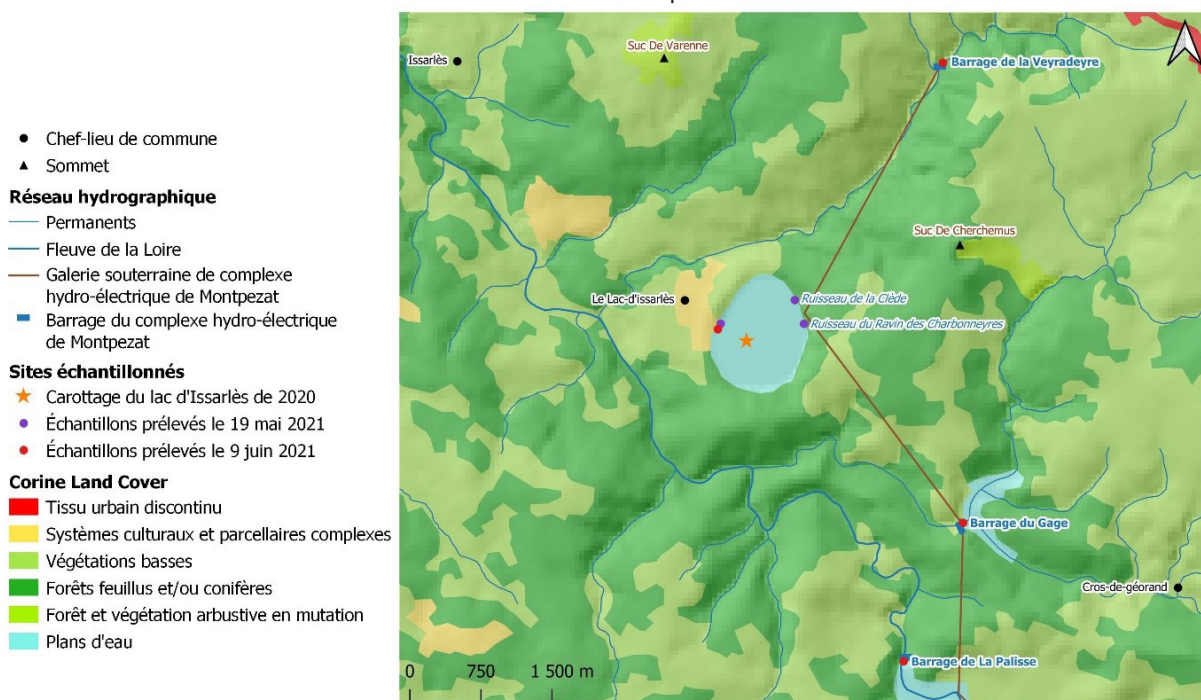 Chef-lieu de commune
Sommet
Réseau hydrographique
Permanents
Fleuve de la Loire
Galerie souterraine de complexe
hydro-électrique de Montpezat
Barrage du complexe hydro-électrique
de Montpezat
Sites échantillonnés
Carottage du lac d'Issarlès de 2020
Échantillons prélevés le 19 mai 2021
Échantillons prélevés le 9 juin 2021
Corine Land Cover
Tissu urbain discontinu
Systèmes culturaux et parcellaires complexes
Végétations basses
Forêts feuillus et/ou conifères
Forêt et végétation arbustive en mutation
Plans d'eau
Issarlès
Suc De Varenne
Barrage de la Veyradeyre
Suc De Cherchemus
Le Lac-d'issarlès
Ruisseau de la Clède
Ruisseau du Ravin des Charbonneyres
Barrage du Gage
Cros-de-géorand
Barrage de La Palisse
0 750 1 500 m